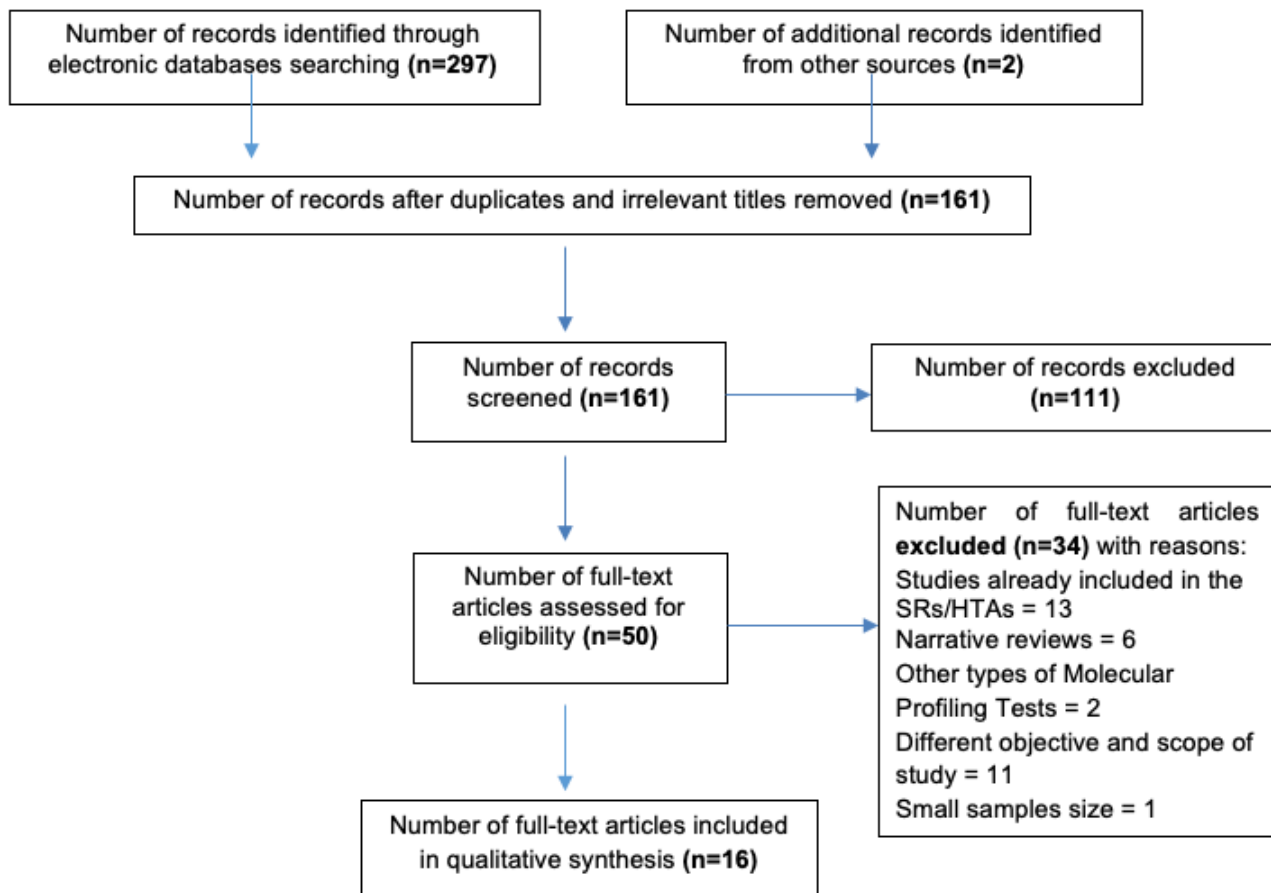 Number of records identified through
electronic databases searching (n=297)
Number of additional records identified
from other sources (n=2)
Number of records after duplicates and irrelevant titles removed (n=161)
Number of records
screened (n=161)
Number of records excluded
(n=111)
Number of full-text
articles assessed for
eligibility (n=50)
Number of full-text articles
excluded (n=34) with reasons:
Studies already included in the
SRs/HTAs = 13
Narrative reviews = 6
Other types of Molecular
Profiling Tests = 2
Different objective and scope of
study = 11
Small samples size = 1
Number of full-text articles included
in qualitative synthesis (n=16)